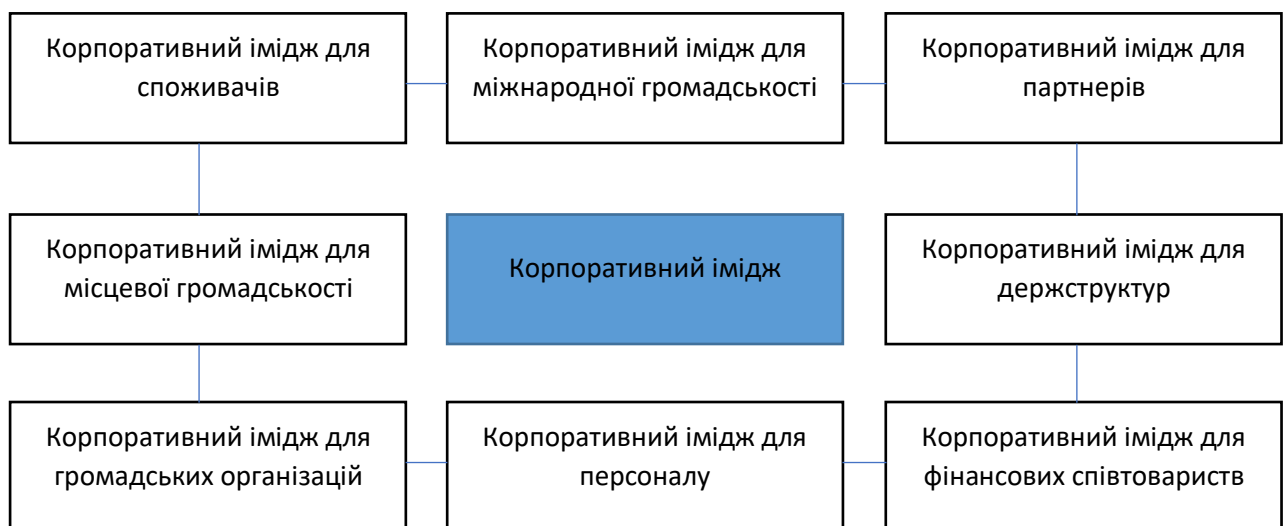 Корпоративний імідж для
споживачів
Корпоративний імідж для
міжнародної громадськості
Корпоративний імідж для
партнерів
Корпоративний імідж для
місцевої громадськості
Корпоративний імідж
Корпоративний імідж для
держструктур
Корпоративний імідж для
громадських організацій
Корпоративний імідж для
персоналу
Корпоративний імідж для
фінансових співтовариств